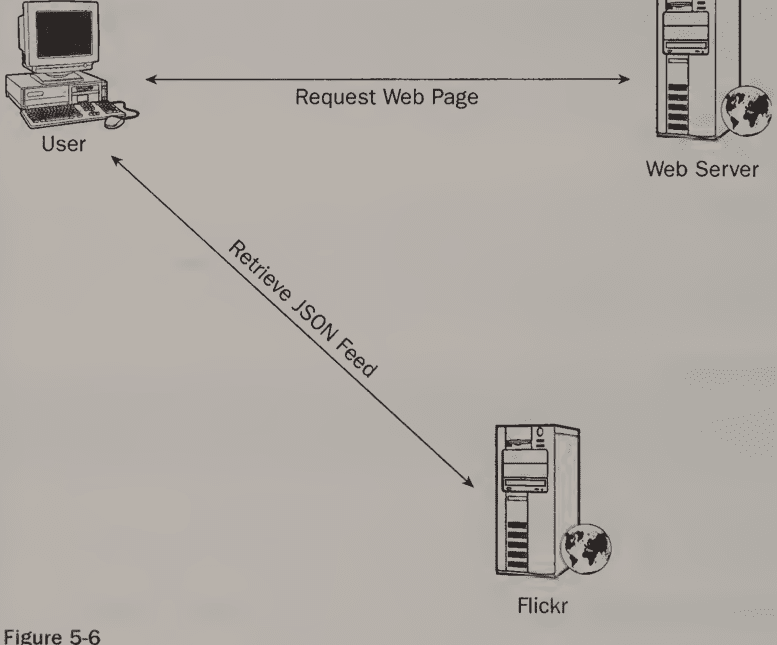 Request Web Page
User
Web Server
Retrieve JSON Feed
Flickr
Figure 5-6